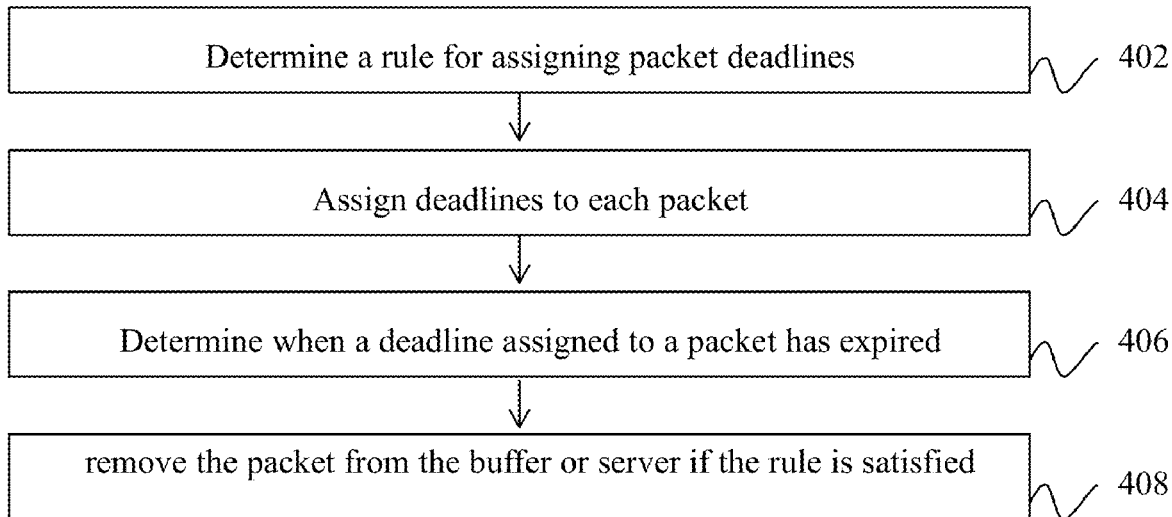 Determine a rule for assigning packet deadlines
402
Assign deadlines to each packet
404
Determine when a deadline assigned to a packet has expired
406
remove the packet from the buffer or server if the rule is satisfied
408